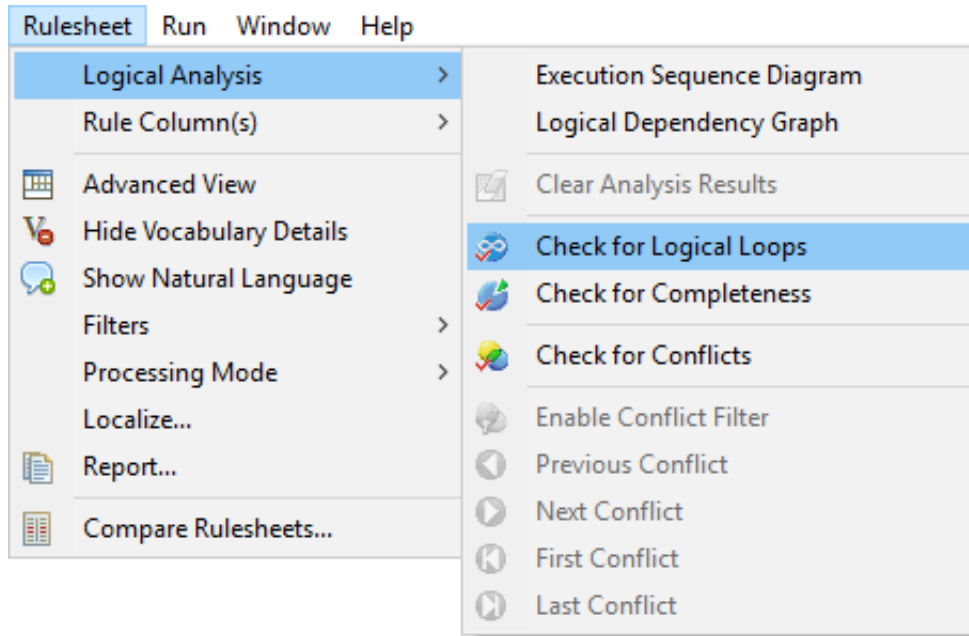 Rulesheet Run Window Help
Logical Analysis
Rule Column(s)
Advanced View
Hide Vocabulary Details
Show Natural Language
Filters
Processing Mode
Localize...
Report...
Compare Rulesheets...
Execution Sequence Diagram
Logical Dependency Graph
Clear Analysis Results
Check for Logical Loops
Check for Completeness
Check for Conflicts
Enable Conflict Filter
Previous Conflict
Next Conflict
First Conflict
Last Conflict